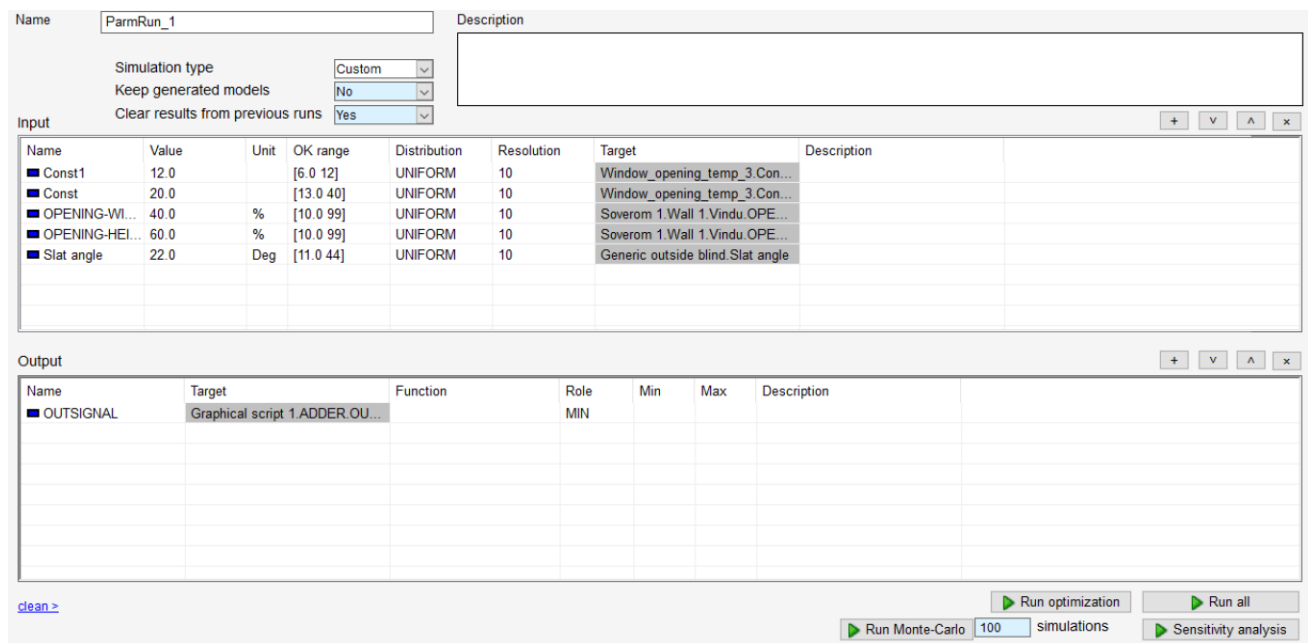 Name ParmRun_1 Description
Simulation type Custom
Keep generated models No
Clear results from previous runs Yes
Input + v ʌ ×
Name Value Unit OK range Distribution Resolution Target Description
Const1 12.0 [6.0 12] UNIFORM 10 Window_opening_temp_3.Con...
Const 20.0 [13.0 40] UNIFORM 10 Window_opening_temp_3.Con...
OPENING-WI... 40.0 % [10.0 99] UNIFORM 10 Soverom 1.Wall 1.Vindu.OPE...
OPENING-HEI... 60.0 % [10.0 99] UNIFORM 10 Soverom 1.Wall 1.Vindu.OPE...
Slat angle 22.0 Deg [11.0 44] UNIFORM 10 Generic outside blind.Slat angle
Output + v ʌ ×
Name Target Function Role Min Max Description
OUTSIGNAL Graphical script 1.ADDER.OU... MIN
clean > Run optimization Run all
Run Monte-Carlo 100 simulations Sensitivity analysis